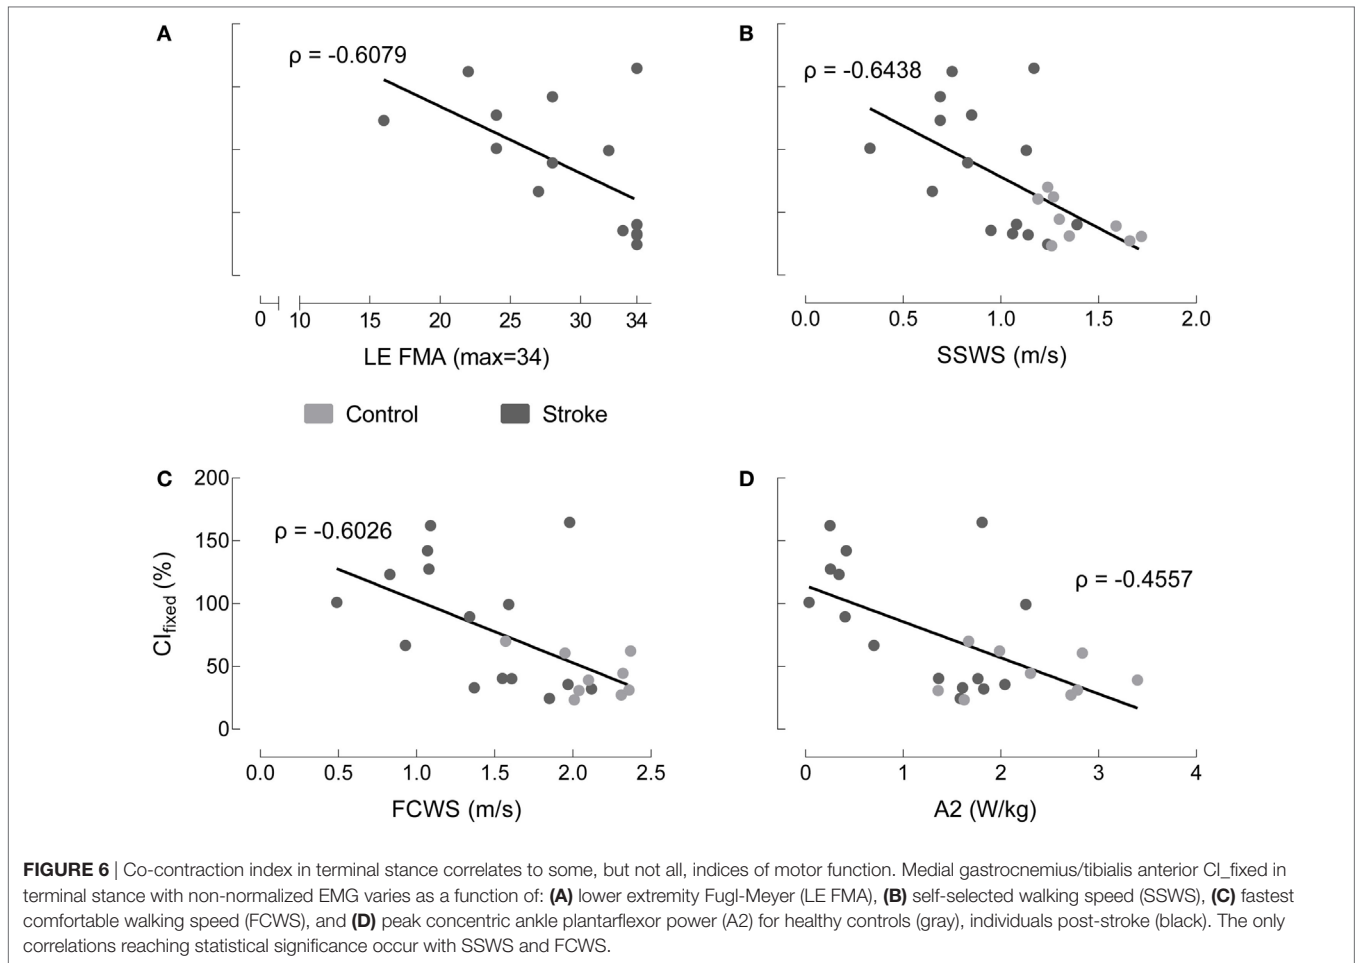 A
ρ = -0.6079
0 10 15 20 25 30 34
LE FMA (max=34)
B
ρ = -0.6438
0.0 0.5 1.0 1.5 2.0
SSWS (m/s)
Control Stroke
C
200
150
100
50
0
CIfixed (%)
ρ = -0.6026
0.0 0.5 1.0 1.5 2.0 2.5
FCWS (m/s)
D
ρ = -0.4557
0 1 2 3 4
A2 (W/kg)
FIGURE 6 | Co-contraction index in terminal stance correlates to some, but not all, indices of motor function. Medial gastrocnemius/tibialis anterior CI_fixed in
terminal stance with non-normalized EMG varies as a function of: (A) lower extremity Fugl-Meyer (LE FMA), (B) self-selected walking speed (SSWS), (C) fastest
comfortable walking speed (FCWS), and (D) peak concentric ankle plantarflexor power (A2) for healthy controls (gray), individuals post-stroke (black). The only
correlations reaching statistical significance occur with SSWS and FCWS.